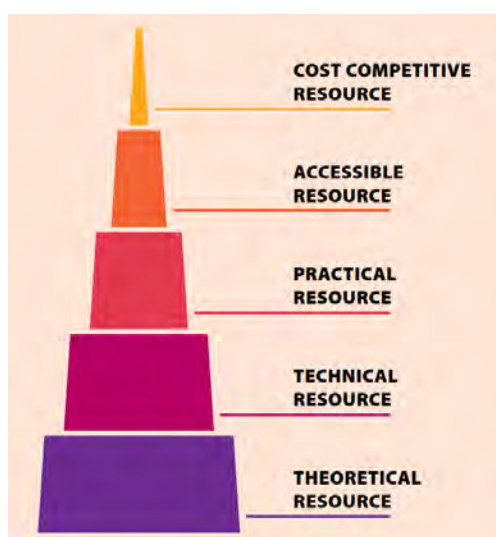 COST COMPETITIVE
RESOURCE
ACCESSIBLE
RESOURCE
PRACTICAL
RESOURCE
TECHNICAL
RESOURCE
THEORETICAL
RESOURCE